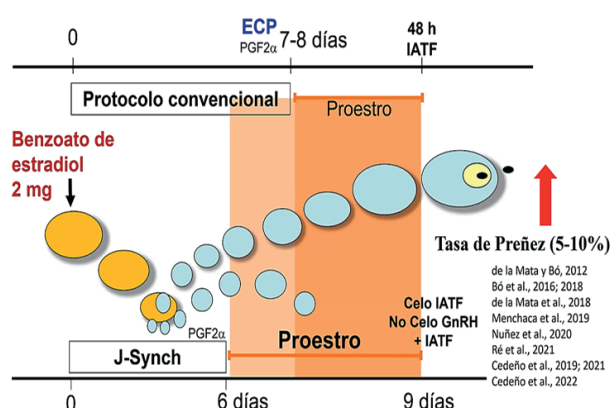 0
ECP
PGF2α
7-8 días
48 h
IATF
Protocolo convencional
Proestro
Benzoato de
estradiol
2 mg
Tasa de Preñez (5-10%)
de la Mata y Bó, 2012
Bó et al., 2016; 2018
de la Mata et al., 2018
Menchaca et al., 2019
Nuñez et al., 2020
Ré et al., 2021
Cedeño et al., 2019; 2021
Cedeño et al., 2022
Celo IATF
No Celo GnRH
+ IATF
PGF2α
Proestro
J-Synch
0
6 días
9 días